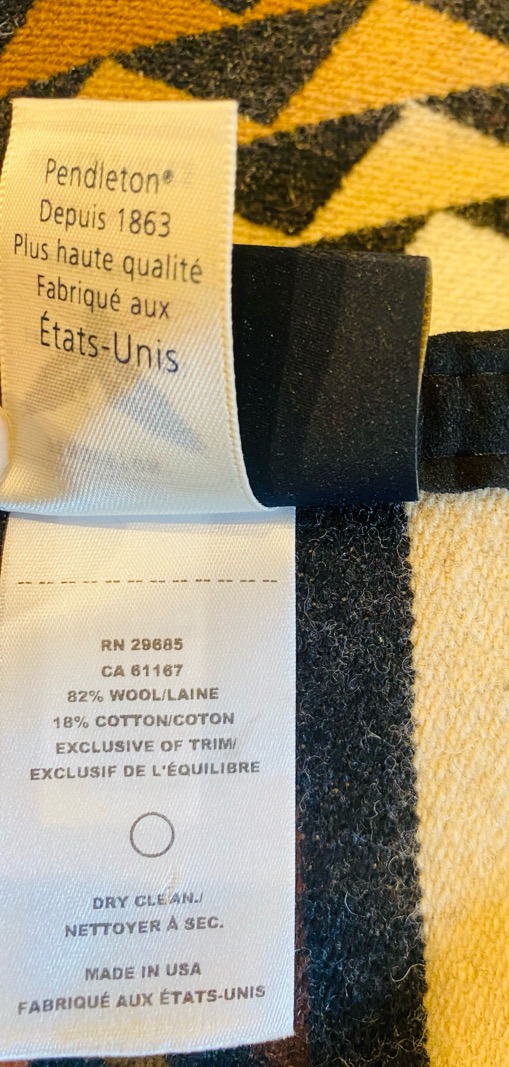 Pendleton®
Depuis 1863
Plus haute qualité
Fabriqué aux
États-Unis
RN 29685
CA 61167
82% WOOL/LAINE
18% COTTON/COTON
EXCLUSIVE OF TRIM/
EXCLUSIF DE L'ÉQUILIBRE
DRY CLEAN./
NETTOYER À SEC.
MADE IN USA
FABRIQUÉ AUX ÉTATS-UNIS